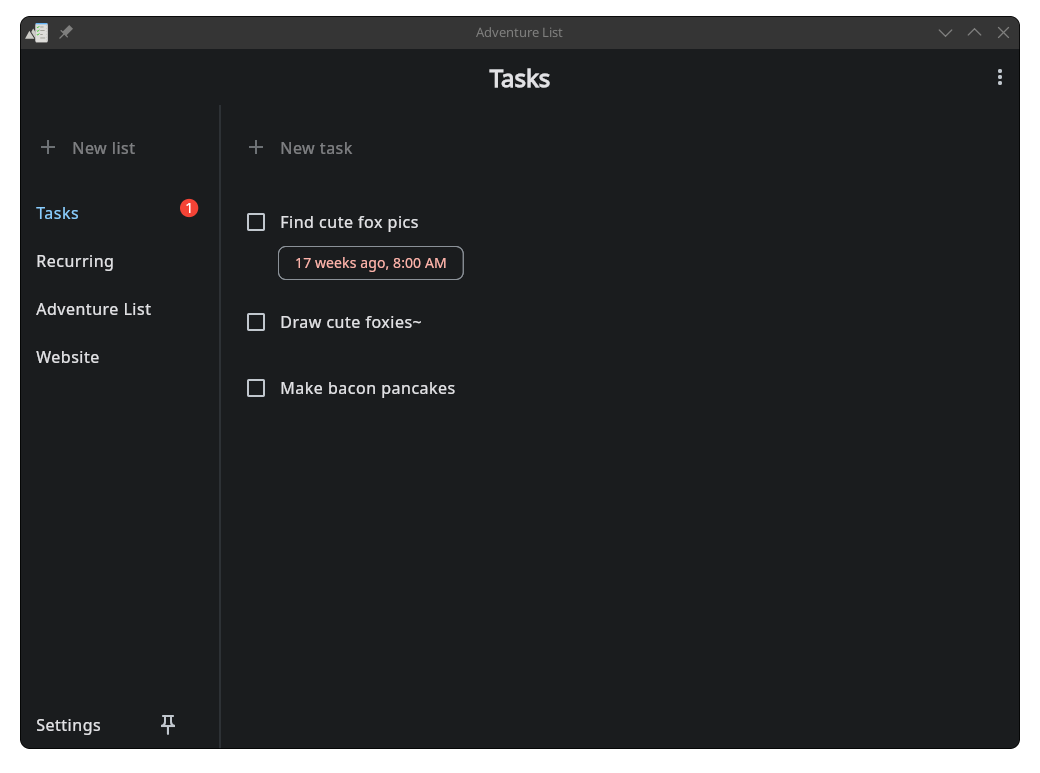 Adventure List
Tasks
New list
Tasks
1
Recurring
Adventure List
Website
Settings
New task
Find cute fox pics
17 weeks ago, 8:00 AM
Draw cute foxies~
Make bacon pancakes